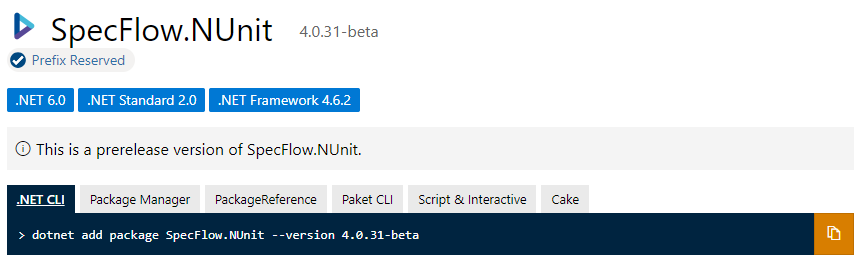 SpecFlow.NUnit 4.0.31-beta
Prefix Reserved
.NET 6.0 .NET Standard 2.0 .NET Framework 4.6.2
This is a prerelease version of SpecFlow.NUnit.
.NET CLI Package Manager PackageReference Paket CLI Script & Interactive Cake
> dotnet add package SpecFlow.NUnit --version 4.0.31-beta